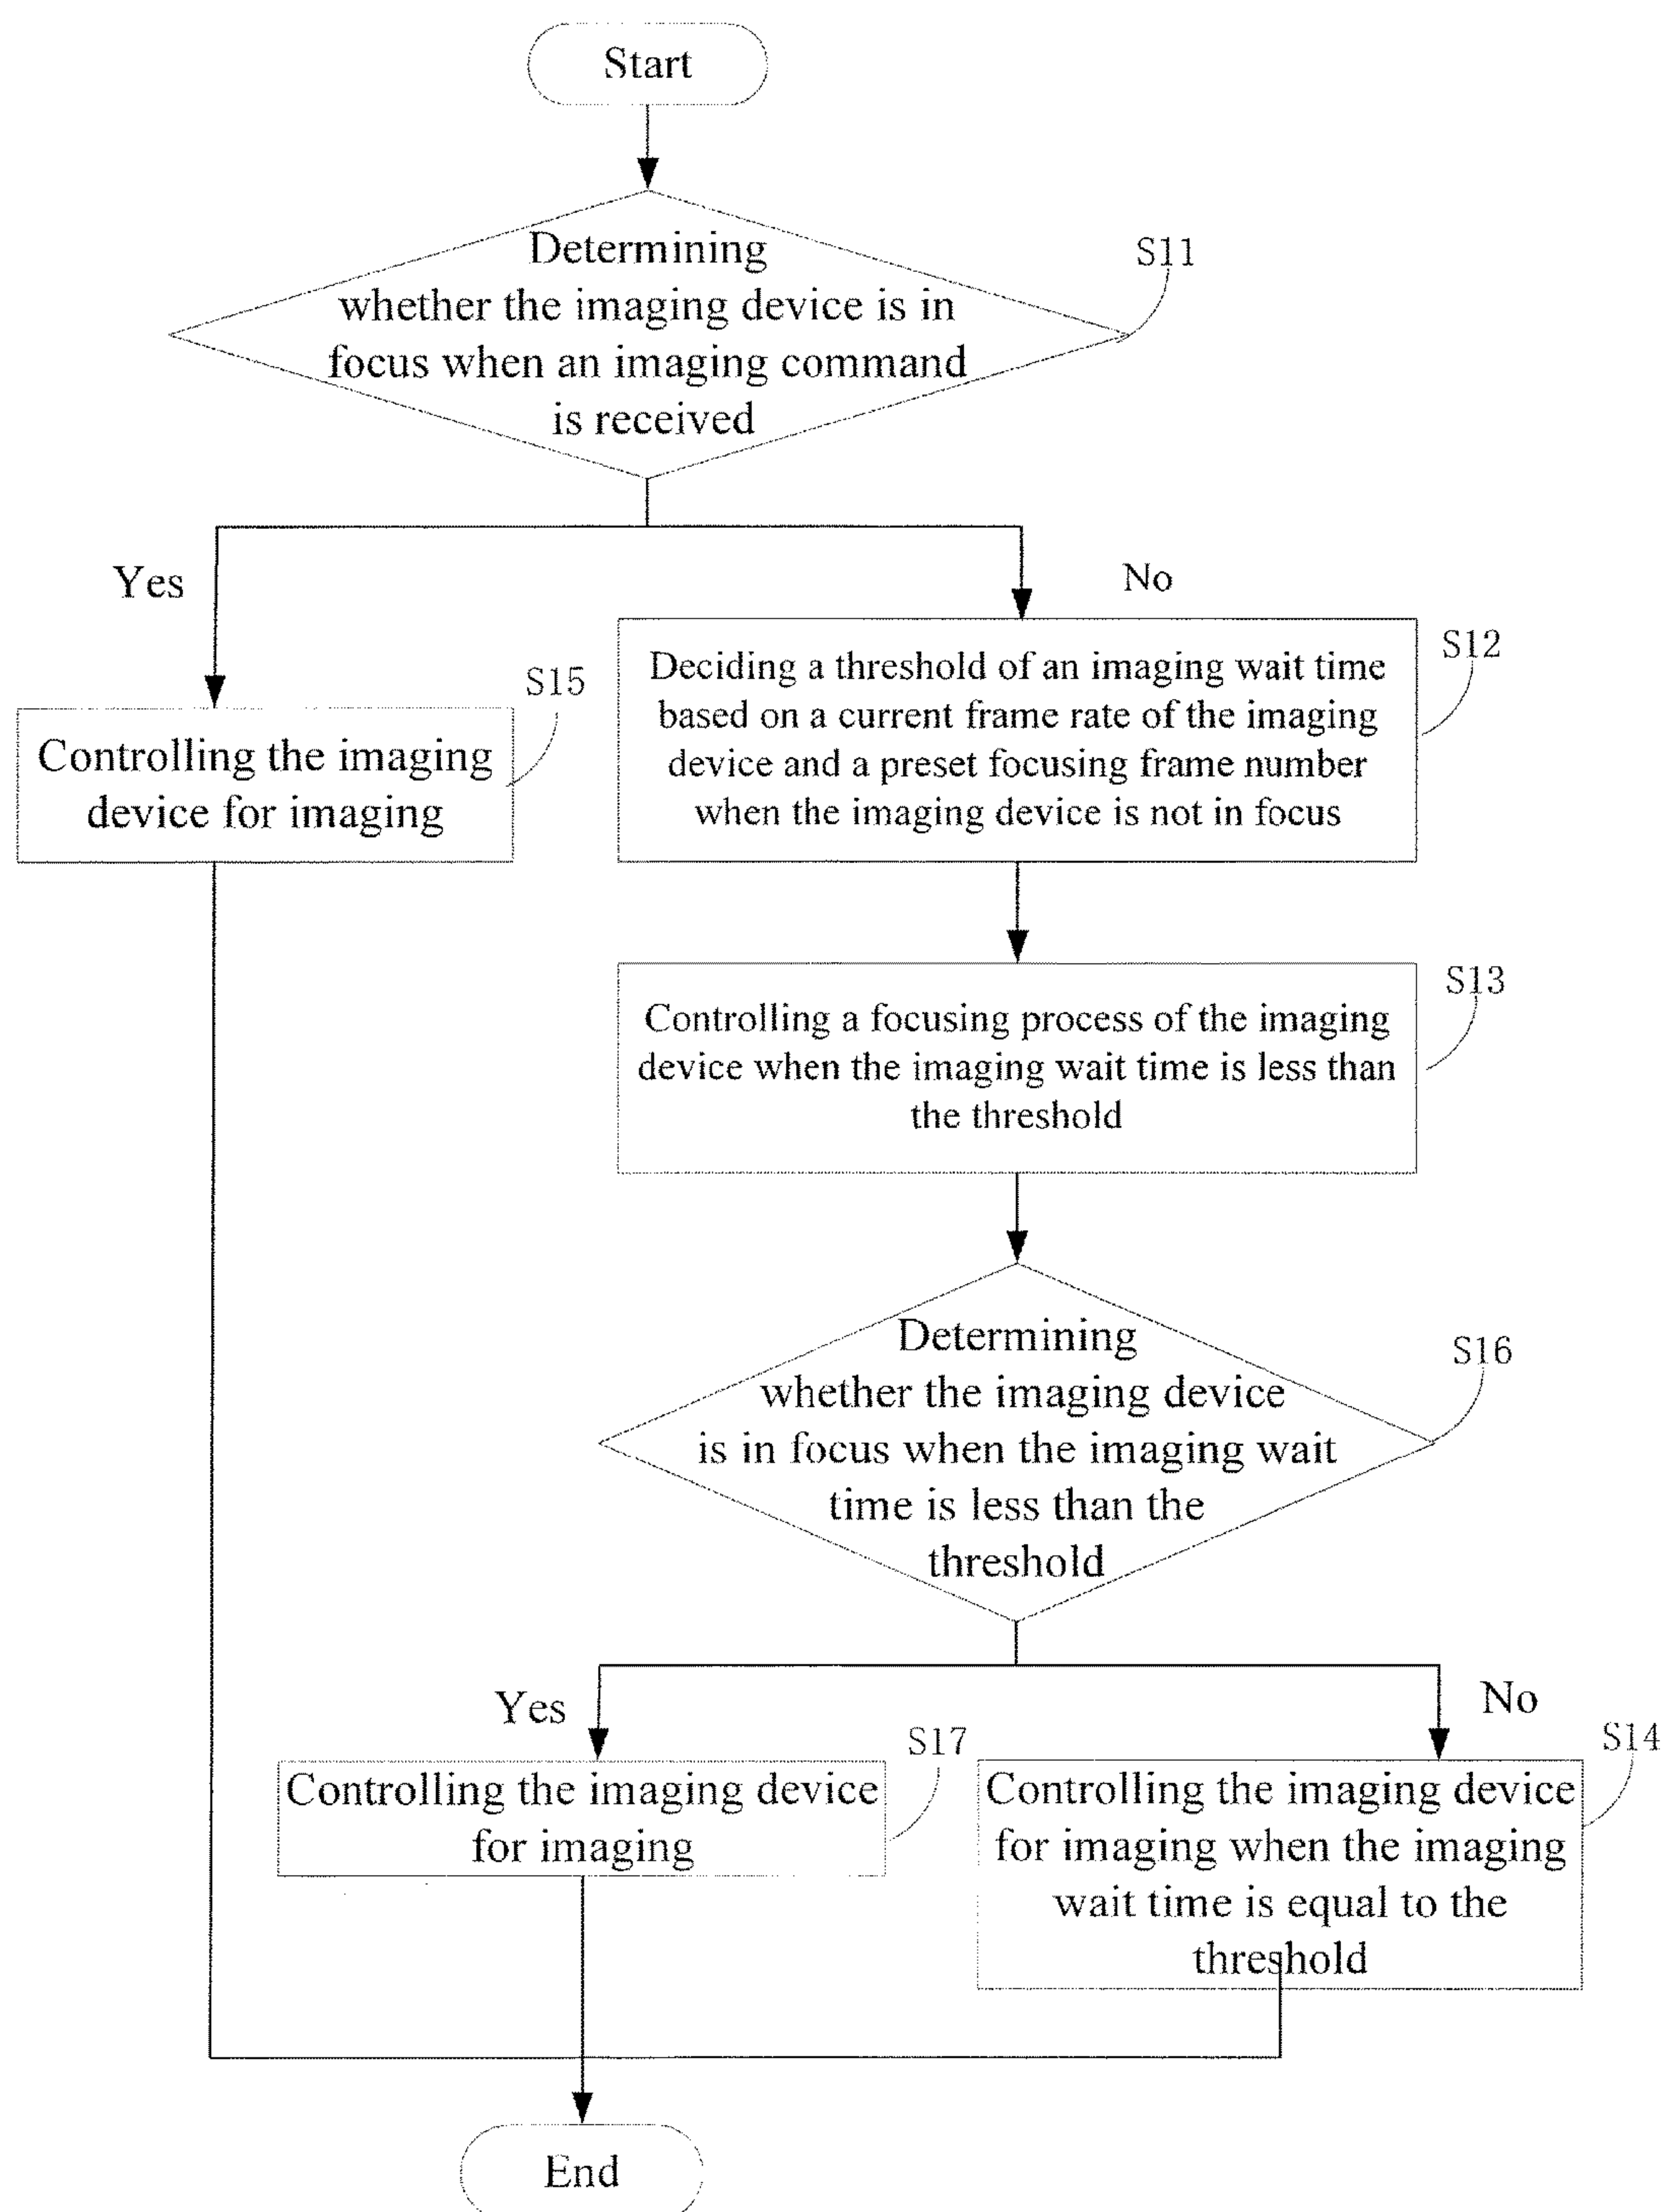 Start
Determining
whether the imaging device is in
focus when an imaging command
is received
S11
Yes
No
S15
Controlling the imaging
device for imaging
S12
Deciding a threshold of an imaging wait time
based on a current frame rate of the imaging
device and a preset focusing frame number
when the imaging device is not in focus
S13
Controlling a focusing process of the imaging
device when the imaging wait time is less than
the threshold
S16
Determining
whether the imaging device
is in focus when the imaging wait
time is less than the
threshold
Yes
No
S17
Controlling the imaging device
for imaging
S14
Controlling the imaging device
for imaging when the imaging
wait time is equal to the
threshold
End